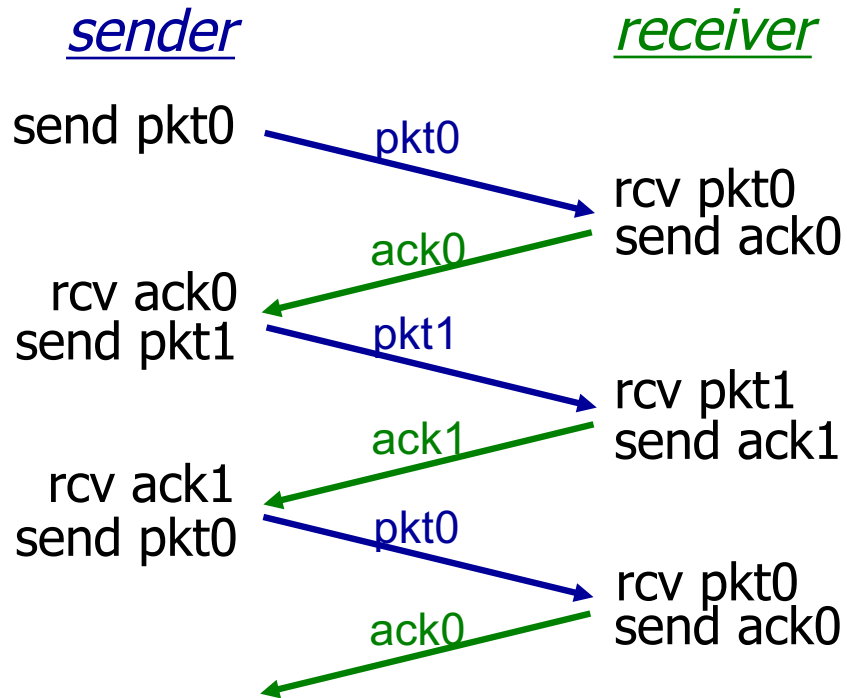 sender
receiver
send pkt0
pkt0
rcv pkt0
send ack0
ack0
rcv ack0
send pkt1
pkt1
rcv pkt1
send ack1
ack1
rcv ack1
send pkt0
pkt0
rcv pkt0
send ack0
ack0